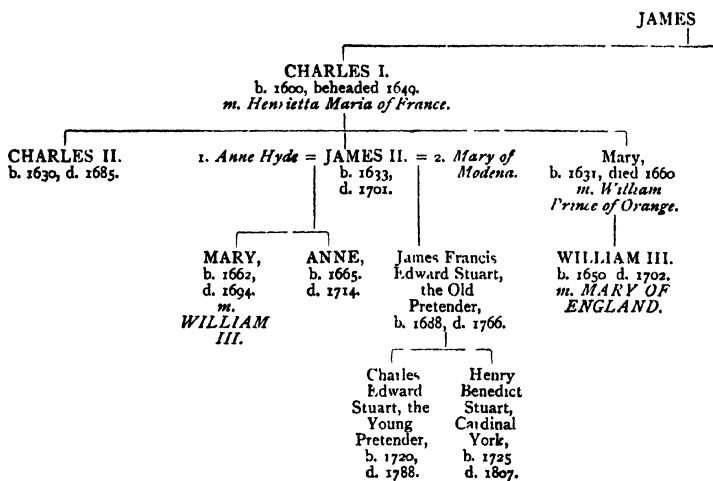 JAMES
CHARLES I.
b. 1600, beheaded 1649.
m. Henrietta Maria of France.
CHARLES II.
b. 1630, d. 1685.
1. Anne Hyde = JAMES II. = 2. Mary of
Modena.
b. 1633,
d. 1701.
Mary,
b. 1631, died 1660
m. William
Prince of Orange.
MARY,
b. 1662,
d. 1694.
m.
WILLIAM
III.
ANNE,
b. 1665.
d. 1714.
James Francis
Edward Stuart,
the Old
Pretender,
b. 1688, d. 1766.
WILLIAM III.
b. 1650 d. 1702.
m. MARY OF
ENGLAND.
Charles
Edward
Stuart, the
Young
Pretender,
b. 1720,
d. 1788.
Henry
Benedict
Stuart,
Cardinal
York,
b. 1725
d. 1807.